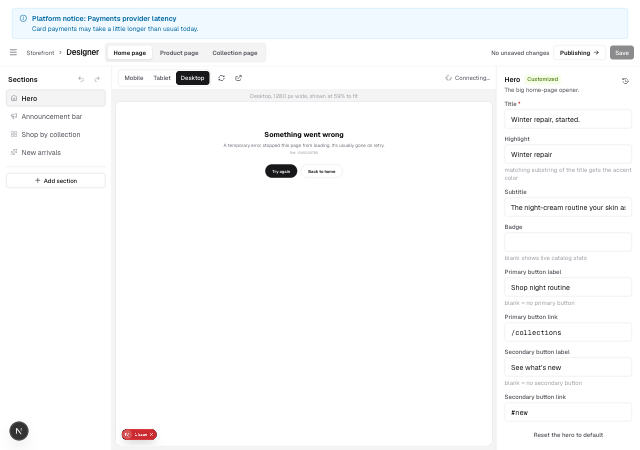 Platform notice: Payments provider latency
Card payments may take a little longer than usual today.
Storefront > Designer
Home page
Product page
Collection page
No unsaved changes
Publishing →
Save
Sections
Hero
Announcement bar
Shop by collection
New arrivals
+ Add section
Mobile
Tablet
Desktop
Connecting...
Desktop, 1280 px wide, shown at 59% to fit
Something went wrong
A temporary error stopped this page from loading. It's usually gone on retry.
Try again
Back to home
N
1 Issue ×
N
Hero
Customized
The big home-page opener.
Title *
Winter repair, started.
Highlight
Winter repair
matching substring of the title gets the accent
color
Subtitle
The night-cream routine your skin as
Badge
blank shows live catalog stats
Primary button label
Shop night routine
blank = no primary button
Primary button link
/collections
Secondary button label
See what's new
blank = no secondary button
Secondary button link
#new
Reset the hero to default